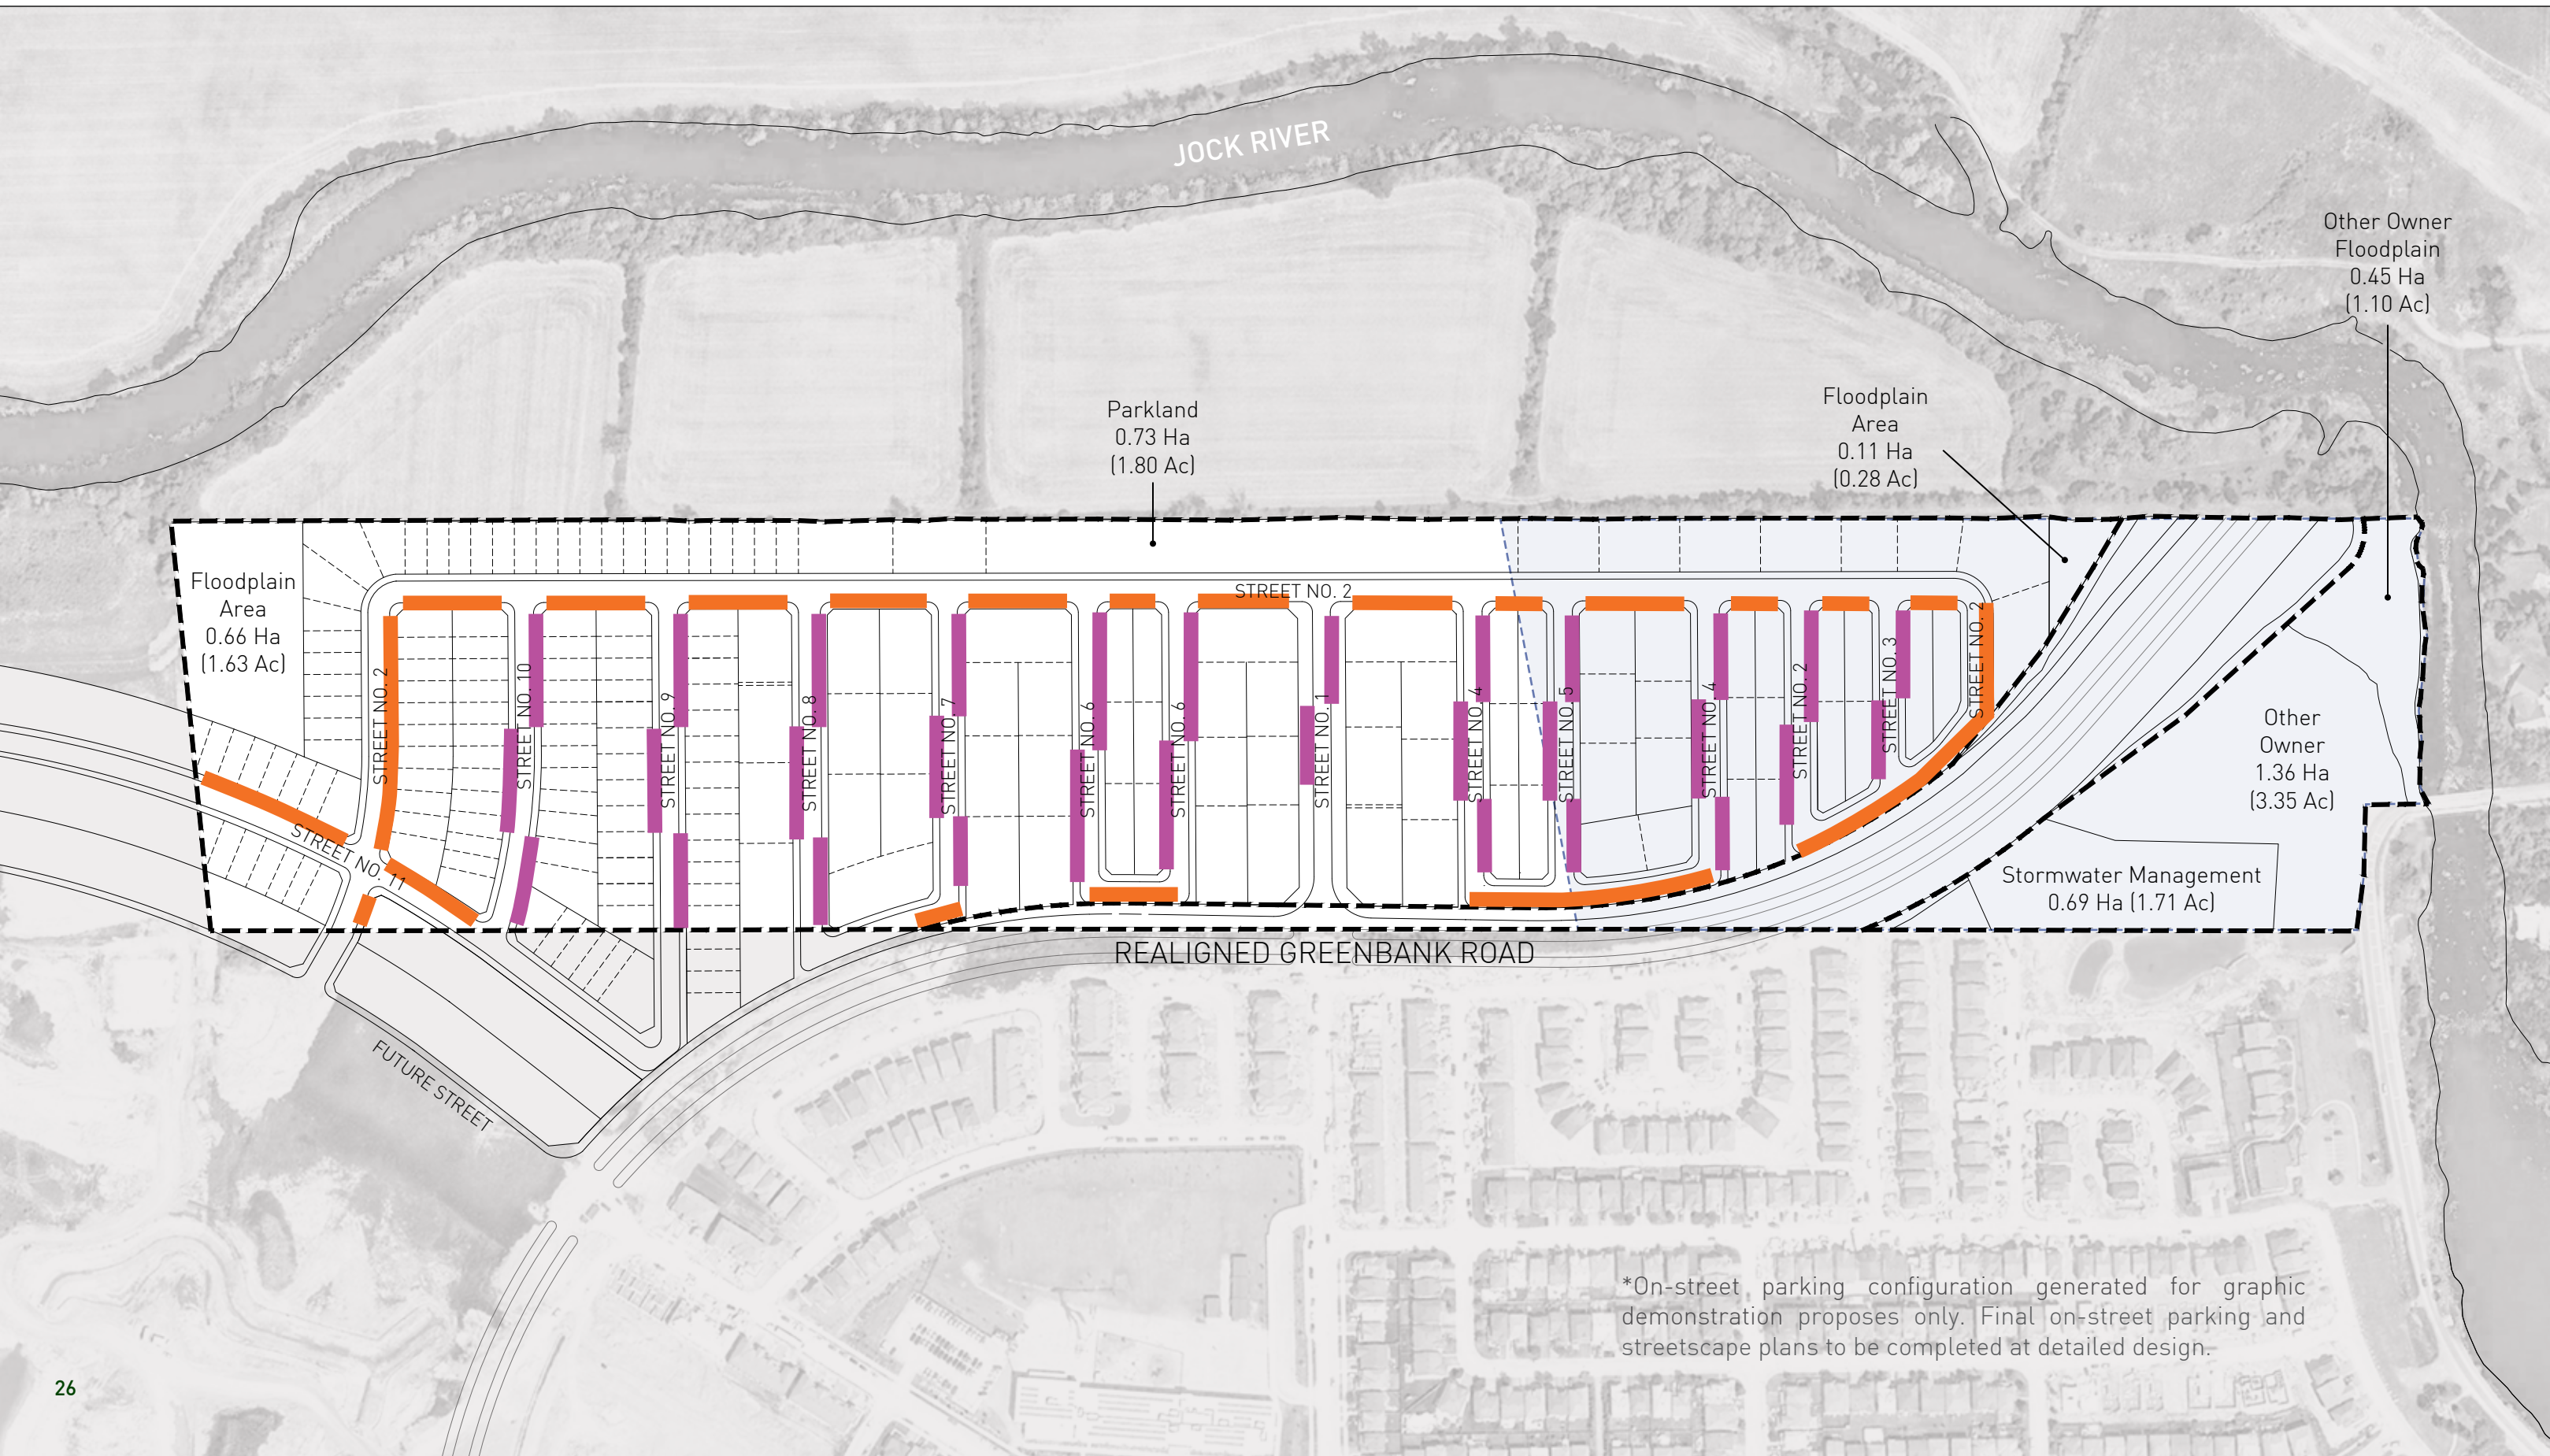 JOCK RIVER
Other Owner
Floodplain
0.45 Ha
(1.10 Ac)
Parkland
0.73 Ha
(1.80 Ac)
Floodplain
Area
0.11 Ha
(0.28 Ac)
Floodplain
Area
0.66 Ha
(1.63 Ac)
STREET NO. 2
STREET NO. 2
STREET NO. 10
STREET NO. 9
STREET NO. 8
STREET NO. 7
STREET NO. 6
STREET NO. 6
STREET NO. 1
STREET NO. 4
STREET NO. 5
STREET NO. 4
STREET NO. 2
STREET NO. 3
STREET NO. 2
STREET NO. 11
Other
Owner
1.36 Ha
(3.35 Ac)
Stormwater Management
0.69 Ha (1.71 Ac)
REALIGNED GREENBANK ROAD
FUTURE STREET
*On-street parking configuration generated for graphic
demonstration proposes only. Final on-street parking and
streetscape plans to be completed at detailed design.
26